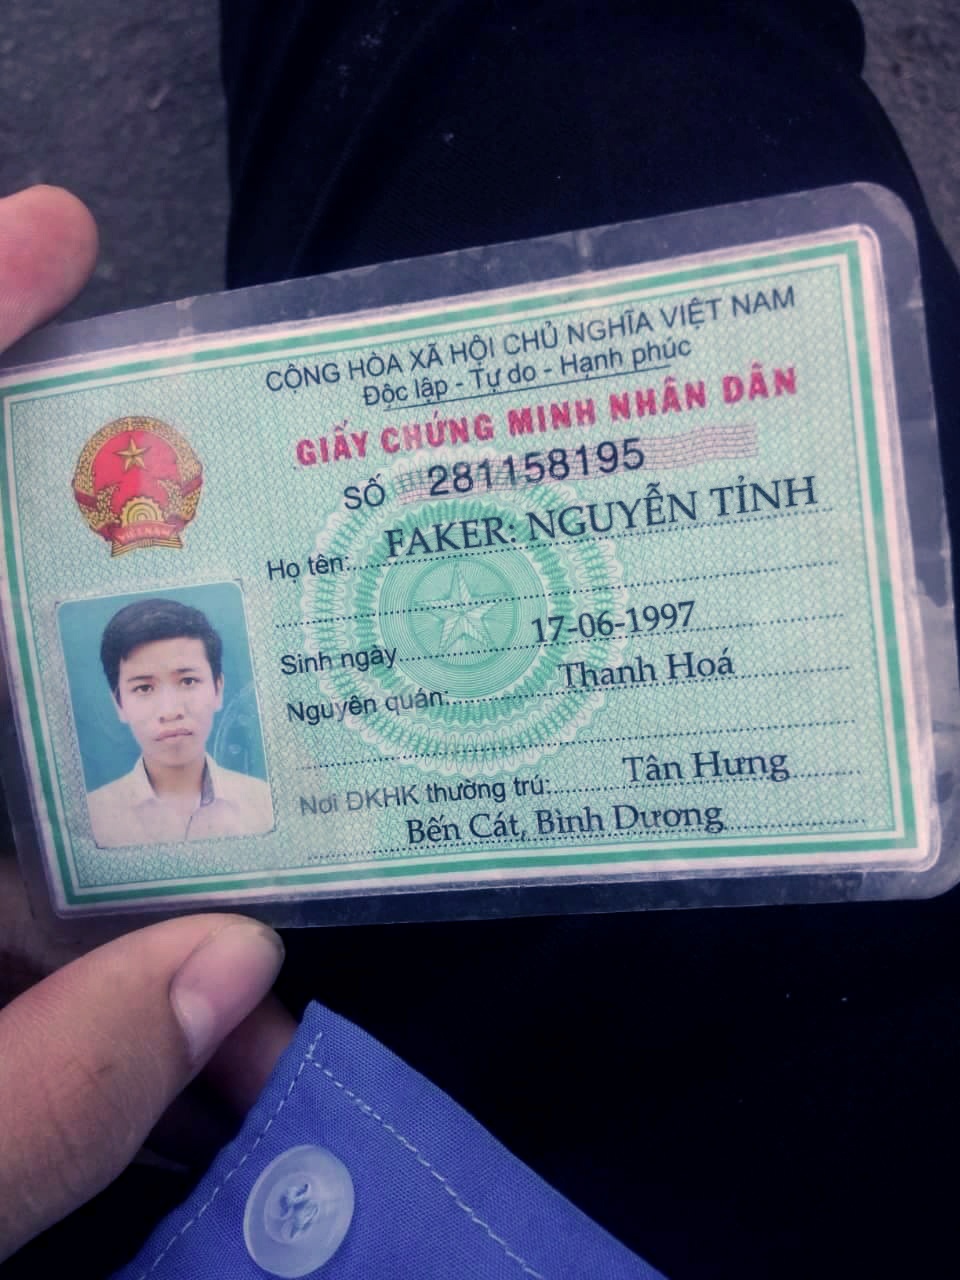 CỘNG HÒA XÃ HỘI CHỦ NGHĨA VIỆT NAM
Độc lập - Tự do - Hạnh phúc
GIẤY CHỨNG MINH NHÂN DÂN
SỐ 281158195
Họ tên: FAKER: NGUYỄN TỈNH
Sinh ngày 17-06-1997
Nguyên quán: Thanh Hoá
Nơi ĐKHK thường trú: Tân Hưng
Bến Cát, Bình Dương
VIỆT NAM